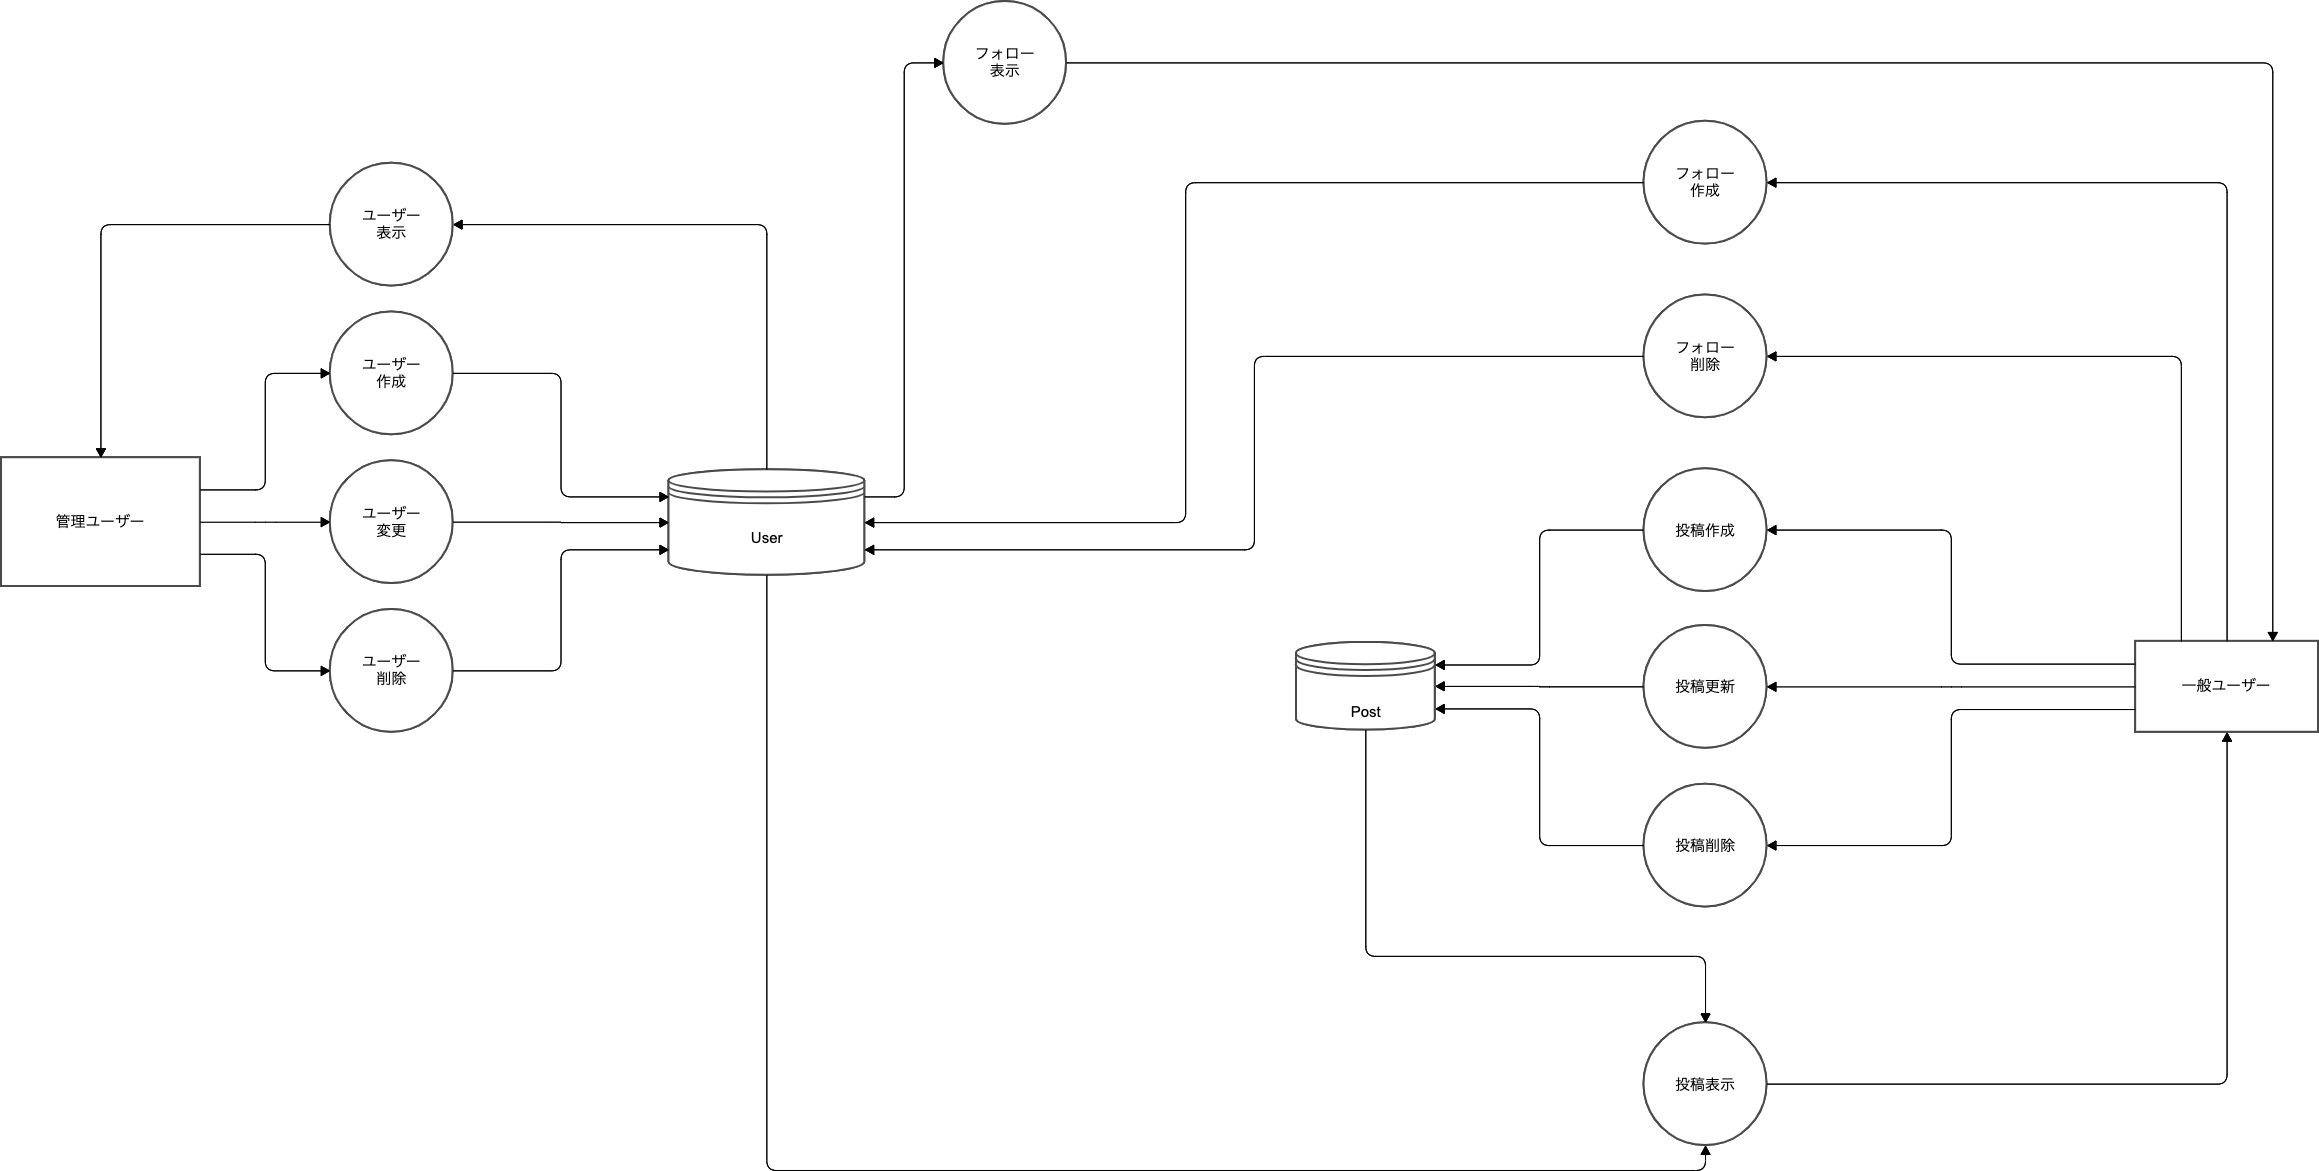 フォロー
表示
フォロー
作成
ユーザー
表示
フォロー
削除
ユーザー
作成
管理ユーザー
ユーザー
変更
User
投稿作成
ユーザー
削除
Post
投稿更新
一般ユーザー
投稿削除
投稿表示